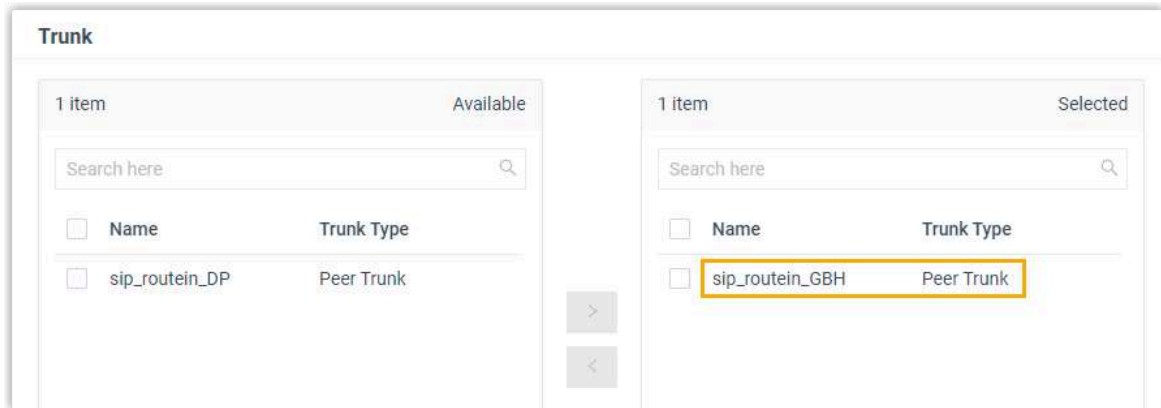 Trunk
1 item Available
Search here
Name Trunk Type
sip_routein_DP Peer Trunk
>
<
1 item Selected
Search here
Name Trunk Type
sip_routein_GBH Peer Trunk